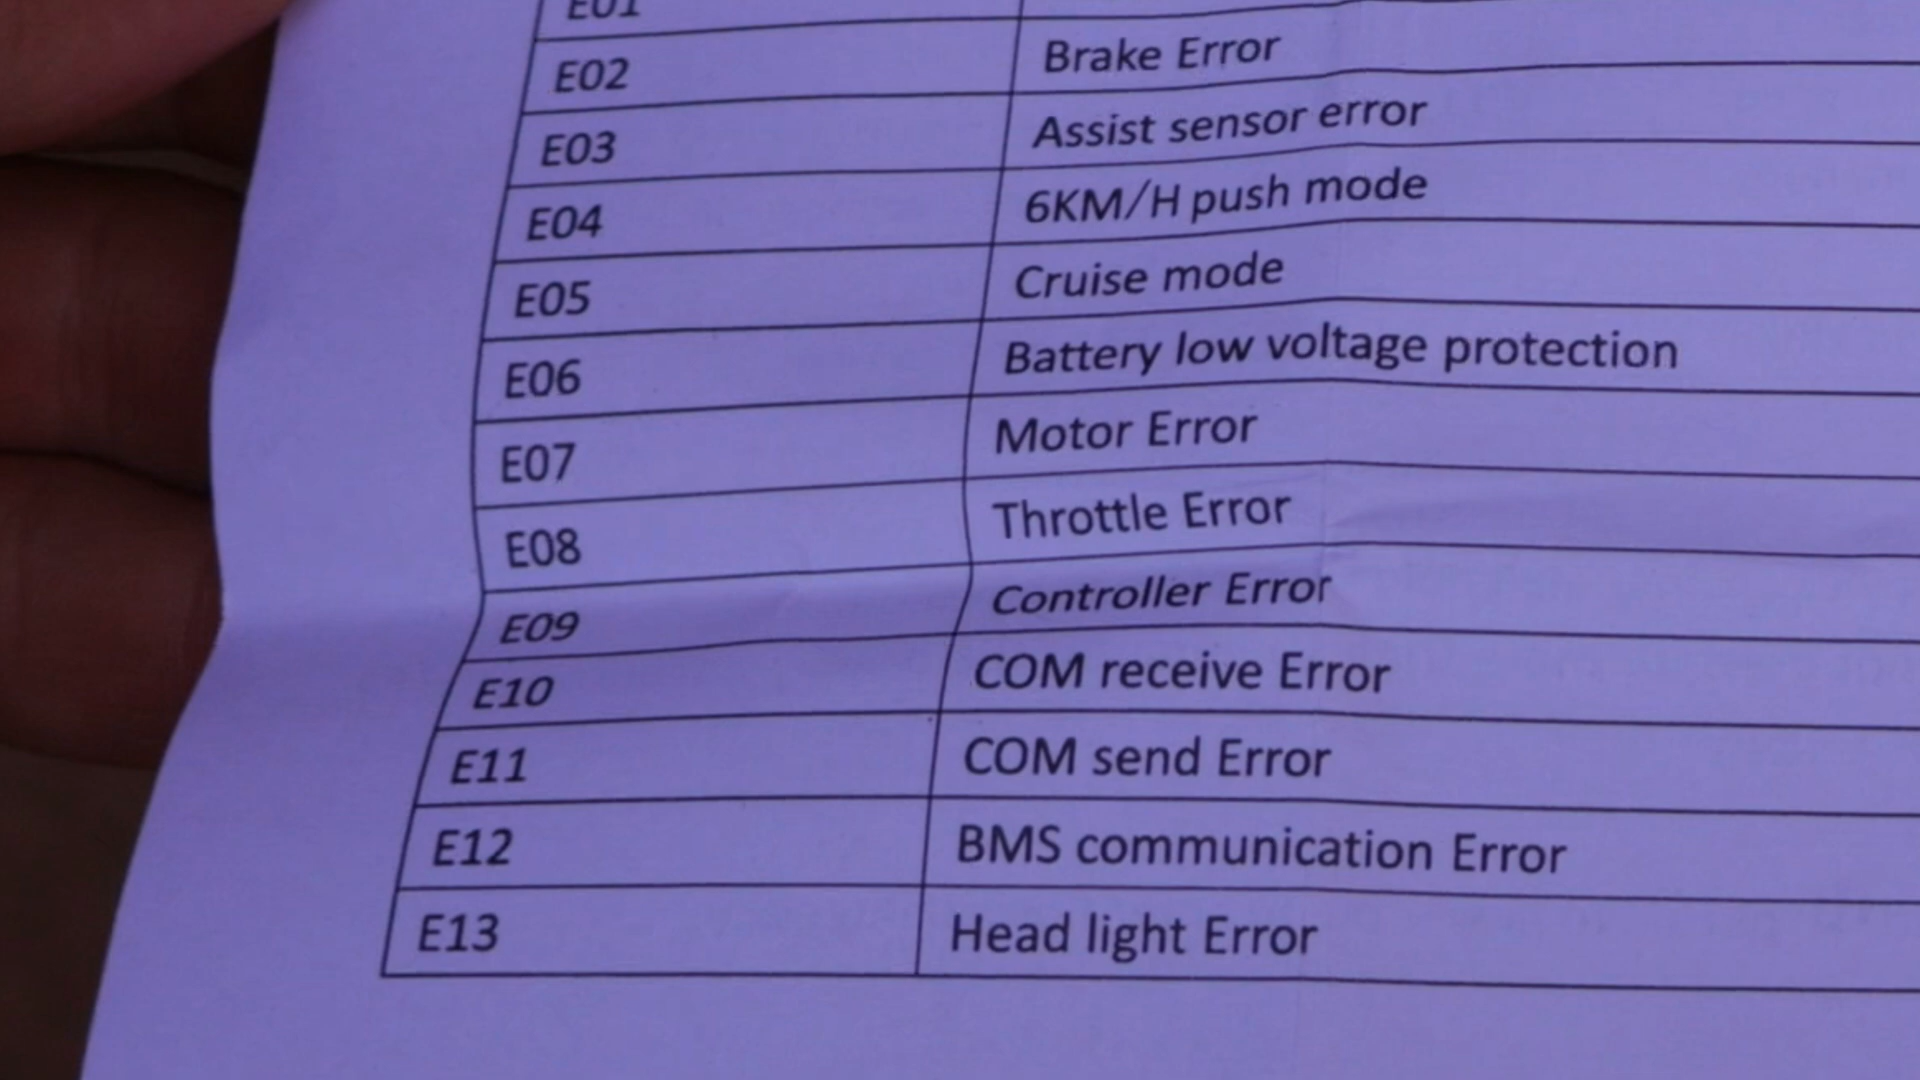 E01
E02 Brake Error
E03 Assist sensor error
E04 6KM/H push mode
E05 Cruise mode
E06 Battery low voltage protection
E07 Motor Error
E08 Throttle Error
E09 Controller Error
E10 COM receive Error
E11 COM send Error
E12 BMS communication Error
E13 Head light Error